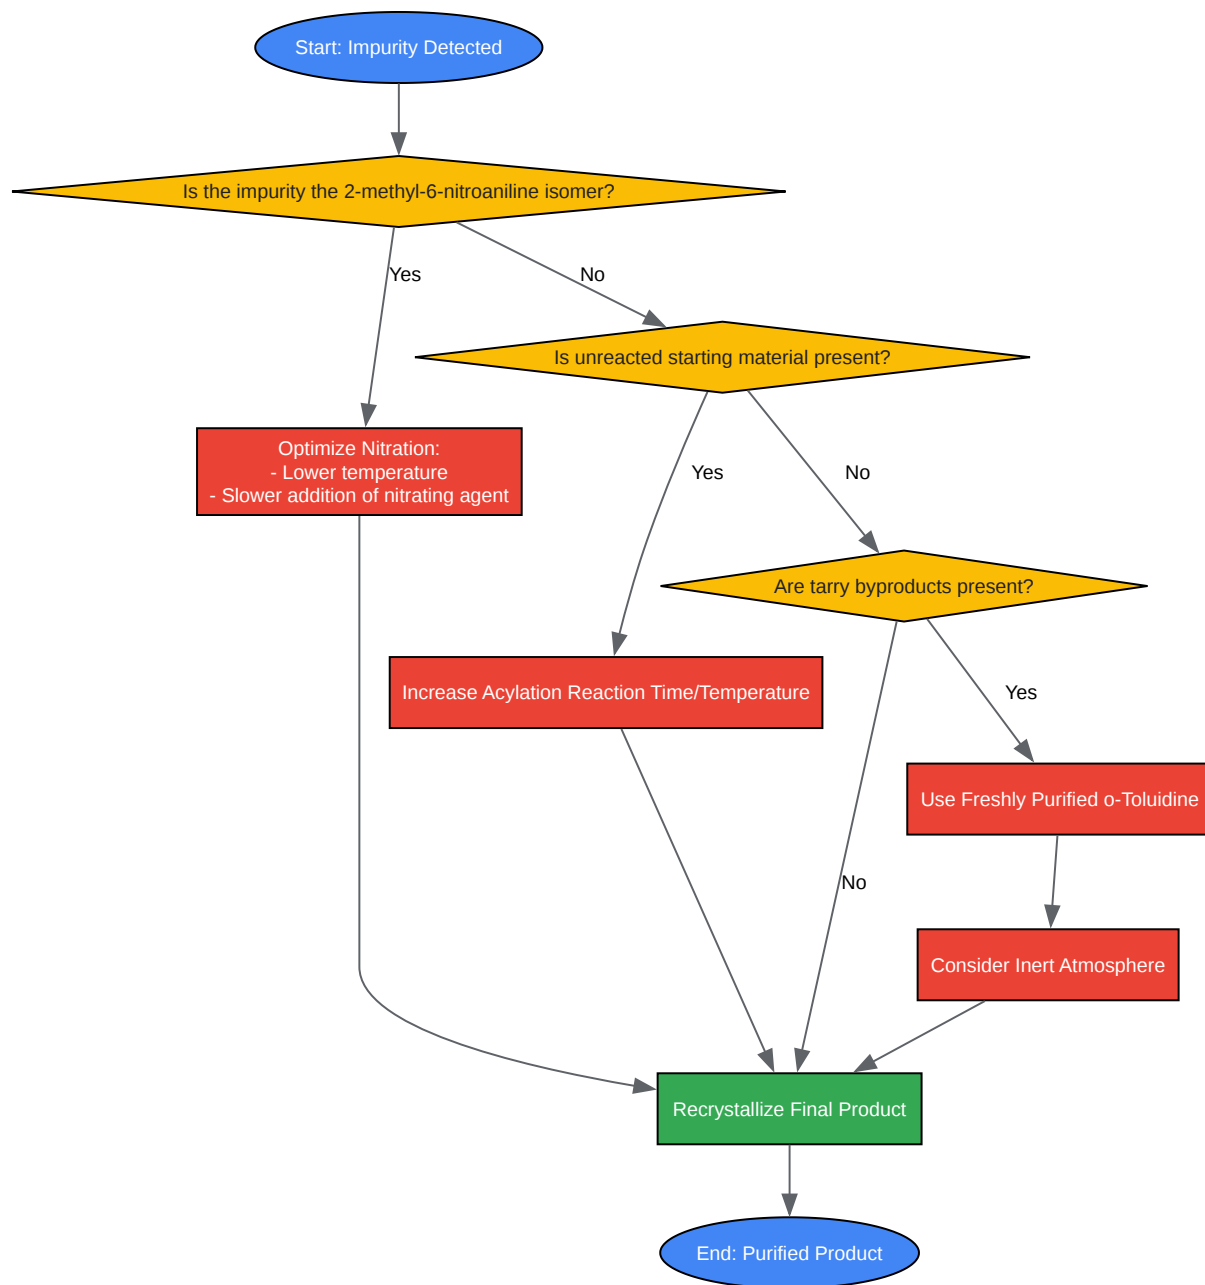 Start: Impurity Detected
Is the impurity the 2-methyl-6-nitroaniline isomer?
Yes
No
Is unreacted starting material present?
Optimize Nitration:
- Lower temperature
- Slower addition of nitrating agent
Yes
No
Are tarry byproducts present?
Increase Acylation Reaction Time/Temperature
Yes
Use Freshly Purified o-Toluidine
No
Consider Inert Atmosphere
Recrystallize Final Product
End: Purified Product